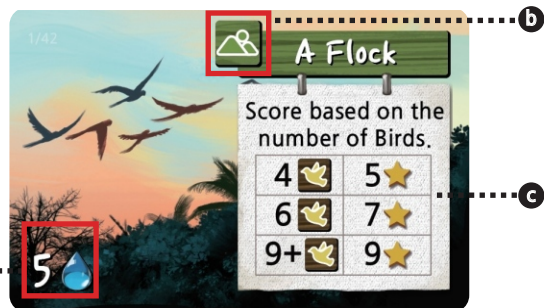 b
1/42
A Flock
Score based on the
number of Birds.
4 5
6 7
9+ 9
c
5